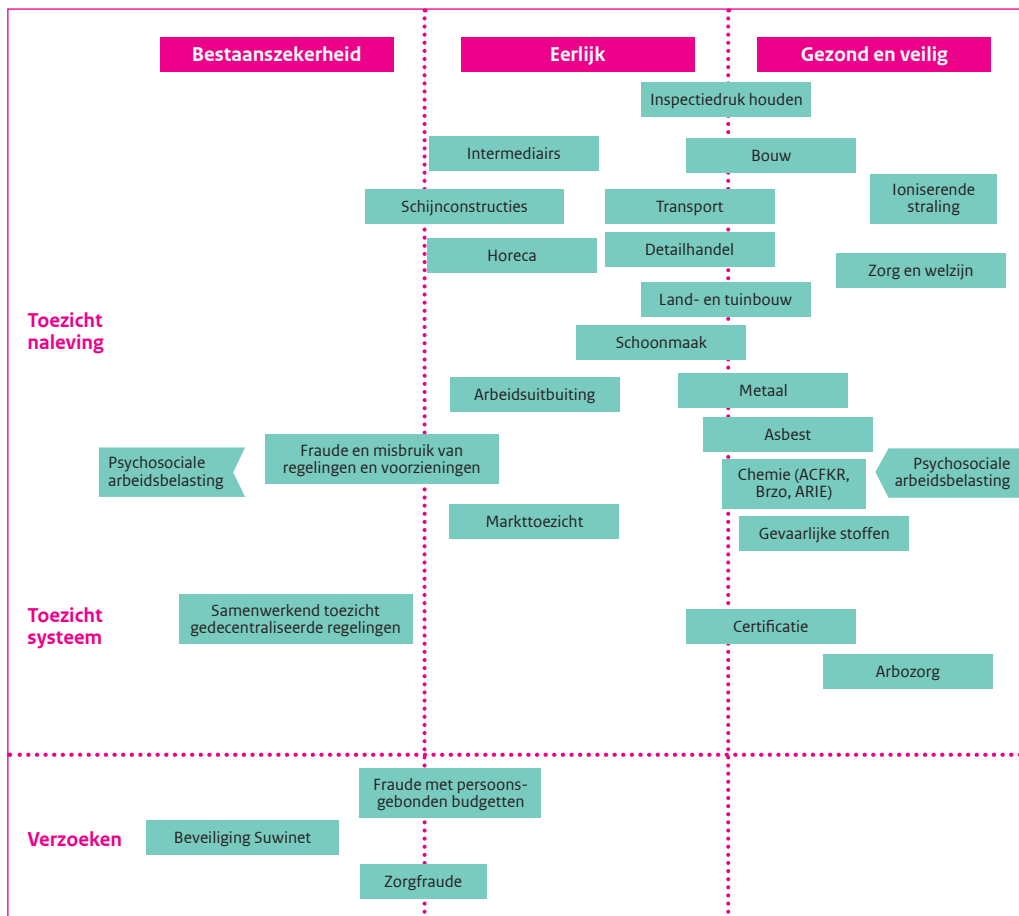 Bestaanszekerheid
Eerlijk
Gezond en veilig
Inspectiedruk houden
Intermediairs
Bouw
Ioniserende
straling
Schijnconstructies
Transport
Horeca
Detailhandel
Zorg en welzijn
Land- en tuinbouw
Toezicht
naleving
Schoonmaak
Arbeidsuitbuiting
Metaal
Asbest
Psychosociale
arbeidsbelasting
Fraude en misbruik van
regelingen en voorzieningen
Chemie (ACFKR,
Brzo, ARIE)
Psychosociale
arbeidsbelasting
Markttoezicht
Gevaarlijke stoffen
Toezicht
systeem
Samenwerkend toezicht
gedecentraliseerde regelingen
Certificatie
Arbozorg
Fraude met persoons-
gebonden budgetten
Verzoeken
Beveiliging Suwinet
Zorgfraude